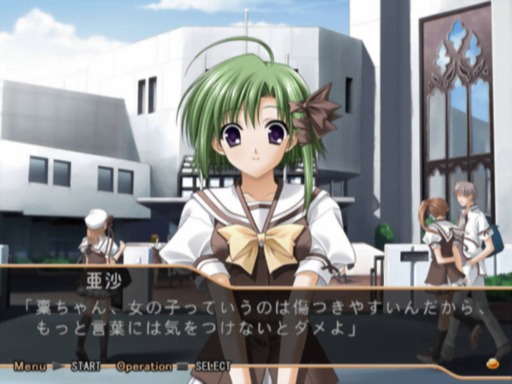 亜沙
「稟ちゃん、女の子っていうのは傷つきやすいんだから、
もっと言葉には気をつけないとダメよ」
Menu ▶ START Operation ■ SELECT